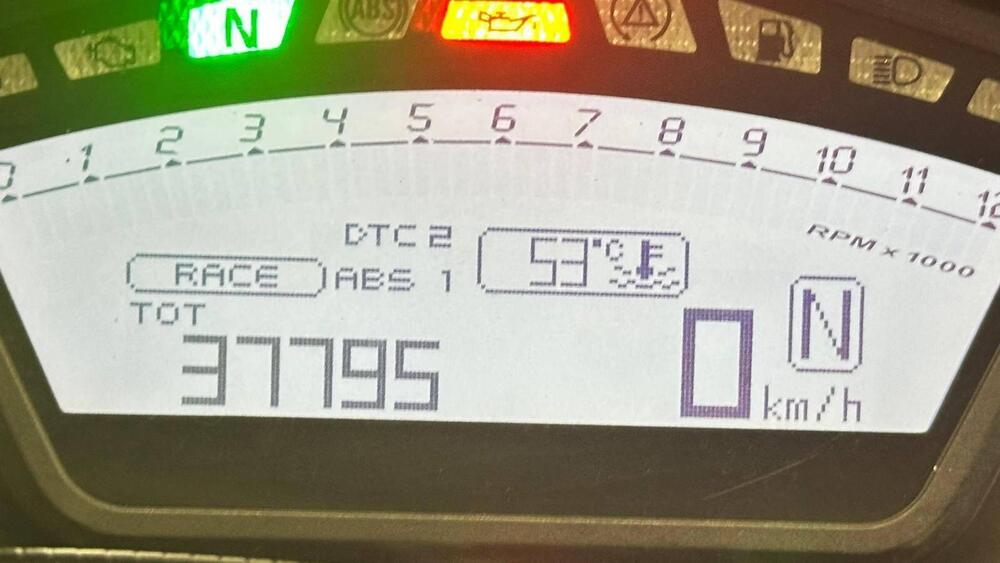 N
ABS
0 1 2 3 4 5 6 7 8 9 10 11 12
RPM x 1000
DTC 2
53°C
RACE
ABS 1
TOT
N
37795
0 km/h